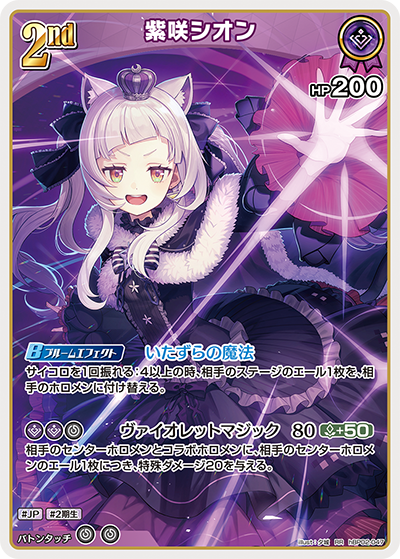 2nd
紫咲シオン
HP200
Bブルームエフェクト いたずらの魔法
サイコロを1回振れる：4以上の時、相手のステージのエール1枚を、相
手のホロメンに付け替える。
ヴァイオレットマジック 80 +50
相手のセンターホロメンとコラボホロメンに、相手のセンターホロメ
ンのエール1枚につき、特殊ダメージ20を与える。
#JP #2期生
バトンタッチ
illust：夕城 RR hBP02-047